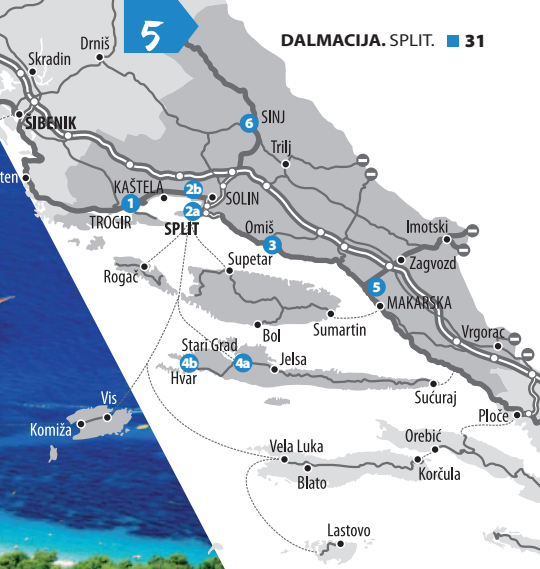 5
DALMACIJA. SPLIT. 31
Drniš
Skradin
6 SINJ
ŠIBENIK
Trilj
ten
KAŠTELA
2b
SOLIN
1
2a
TROGIR
SPLIT
Omiš
Imotski
3
Supetar
Zagvozd
Rogač
5
MAKARSKA
Sumartin
Bol
Vrgorac
Stari Grad
4b
4a
Jelsa
Hvar
Sućuraj
Vis
Ploče
Komiža
Orebić
Vela Luka
Blato
Korčula
Lastovo